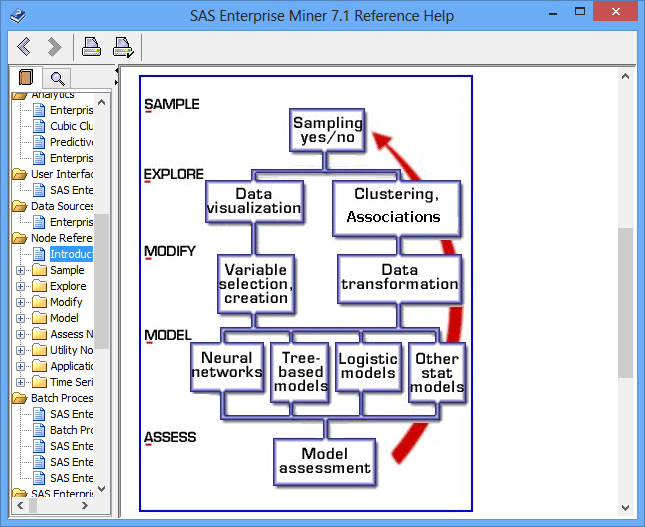 SAS Enterprise Miner 7.1 Reference Help
Analytics
Enterpris
Cubic Clu
Predictive
Enterpris
User Interfac
SAS Ente
Data Sources
Enterpris
Node Refere
Introduct
Sample
Explore
Modify
Model
Assess N
Utility No
Applicatio
Time Seri
Batch Proces
SAS Ente
Batch Pro
SAS Ente
SAS Ente
SAS Ente
SAS Enterpris
SAMPLE
Sampling
yes/no
EXPLORE
Data
visualization
Clustering,
Associations
MODIFY
Variable
selection,
creation
Data
transformation
MODEL
Neural
networks
Tree-
based
models
Logistic
models
Other
stat
models
ASSESS
Model
assessment